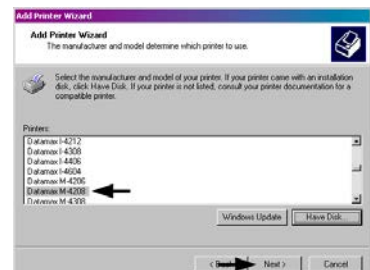 Add Printer Wizard
Add Printer Wizard
The manufacturer and model determine which printer to use.
Select the manufacturer and model of your printer. If your printer came with an installation
disk, click Have Disk. If your printer is not listed, consult your printer documentation for a
compatible printer.
Printers:
Datamax I-4212
Datamax I-4308
Datamax I-4406
Datamax I-4604
Datamax M-4206
Datamax M-4208
Datamax M-4308
Windows Update
Have Disk...
Next >
Cancel